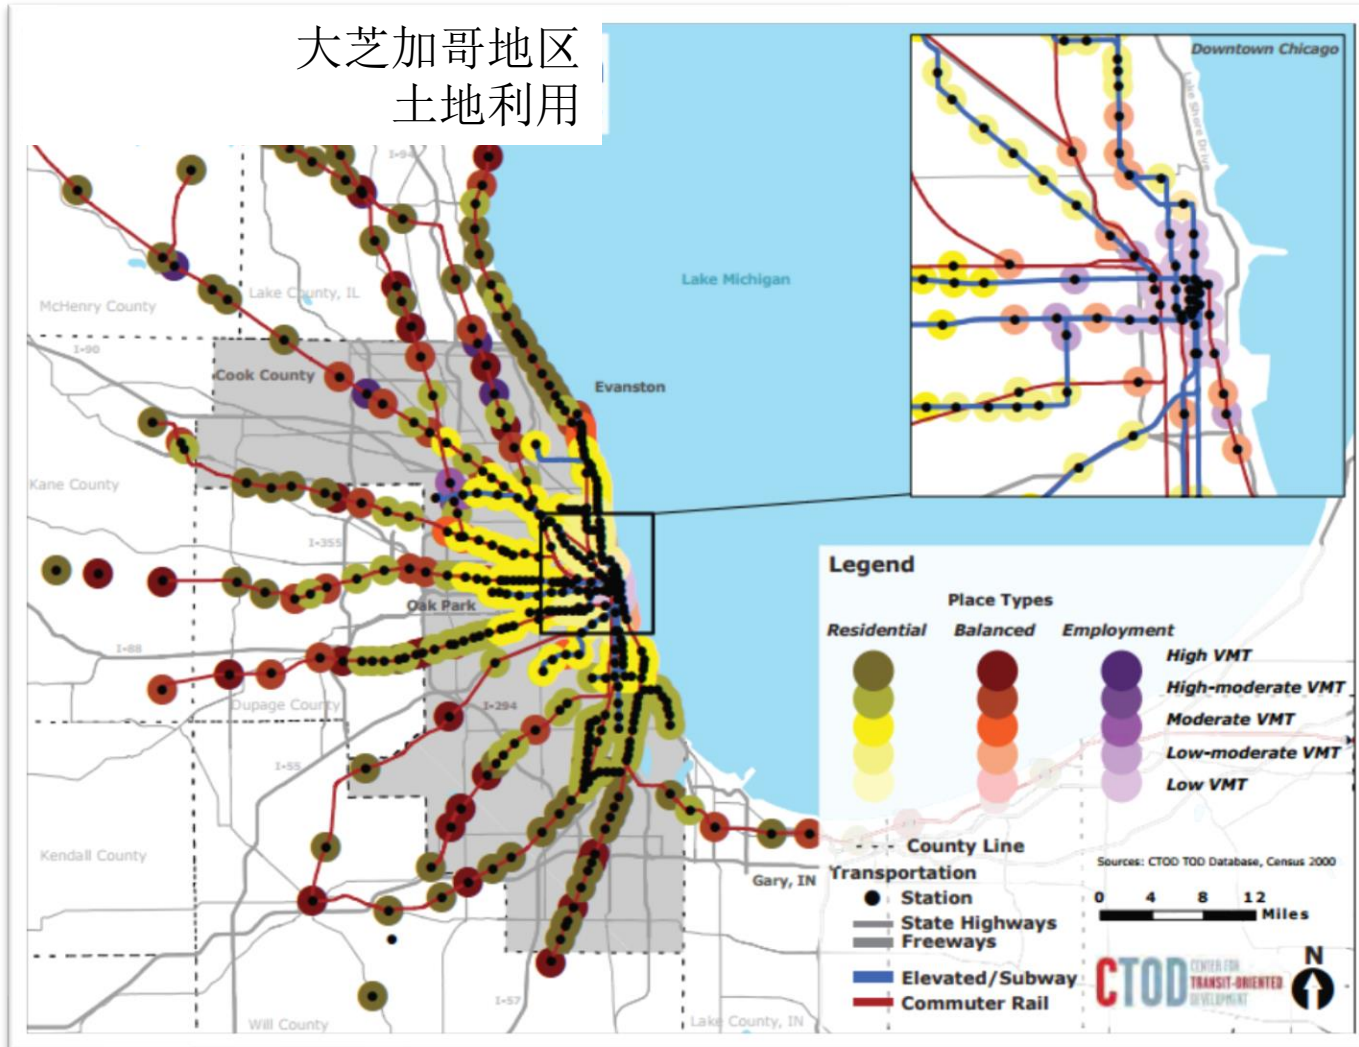 大芝加哥地区
土地利用
Downtown Chicago
Lake Shore Drive
I-94
Lake Michigan
McHenry County
Lake County, IL
I-90
Cook County
Evanston
Kane County
I-355
Oak Park
I-88
Dupage County
I-294
I-55
Kendall County
Gary, IN
I-57
Will County
Lake County, IN
Legend
Place Types
Residential Balanced Employment
High VMT
High-moderate VMT
Moderate VMT
Low-moderate VMT
Low VMT
County Line
Transportation
Station
State Highways
Freeways
Elevated/Subway
Commuter Rail
Sources: CTOD TOD Database, Census 2000
0 4 8 12
Miles
CTOD
CENTER FOR
TRANSIT-ORIENTED
DEVELOPMENT
N